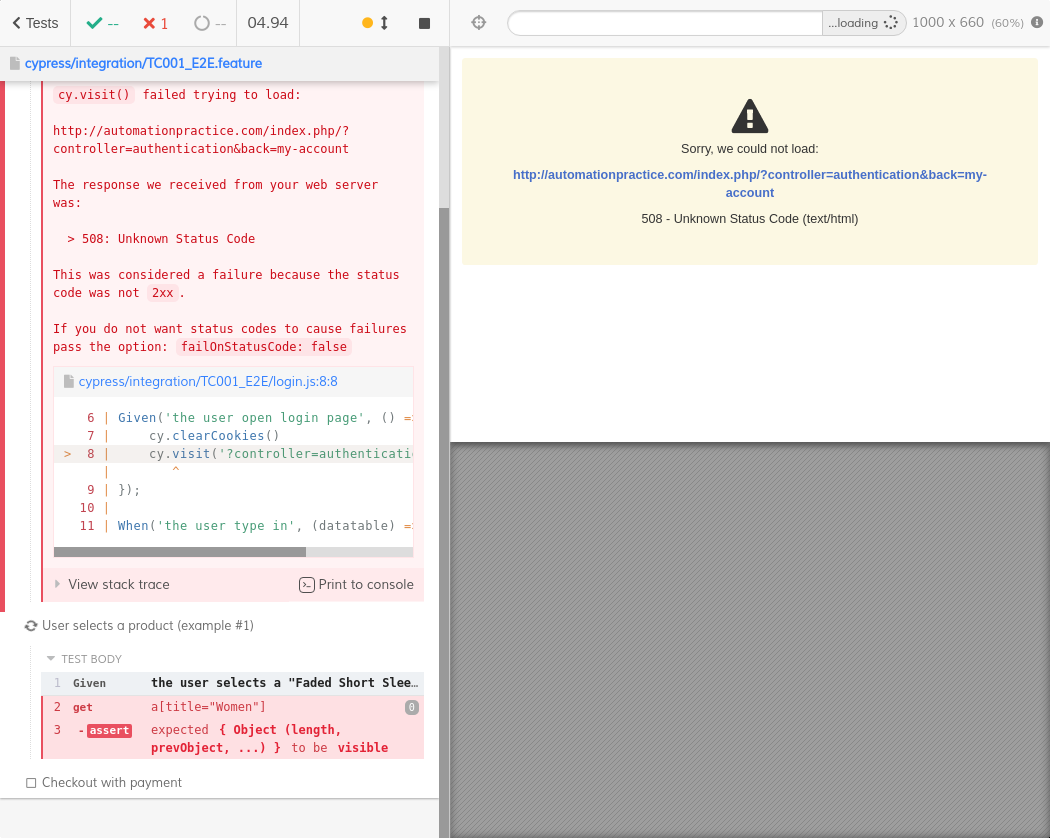 Tests
--
1
--
04.94
...loading
1000 x 660 (60%)
cypress/integration/TC001_E2E.feature
cy.visit() failed trying to load:
http://automationpractice.com/index.php/?
controller=authentication&back=my-account
The response we received from your web server
was:
> 508: Unknown Status Code
This was considered a failure because the status
code was not 2xx.
If you do not want status codes to cause failures
pass the option: failOnStatusCode: false
cypress/integration/TC001_E2E/login.js:8:8
6 | Given('the user open login page', () =
7 | cy.clearCookies()
> 8 | cy.visit('?controller=authenticati
| ^
9 | });
10 |
11 | When('the user type in', (datatable) =
View stack trace
Print to console
User selects a product (example #1)
TEST BODY
1 Given the user selects a "Faded Short Slee…
2 get a[title="Women"] 0
3 -assert expected { Object (length,
prevObject, ...) } to be visible
Checkout with payment
Sorry, we could not load:
http://automationpractice.com/index.php/?controller=authentication&back=my-
account
508 - Unknown Status Code (text/html)